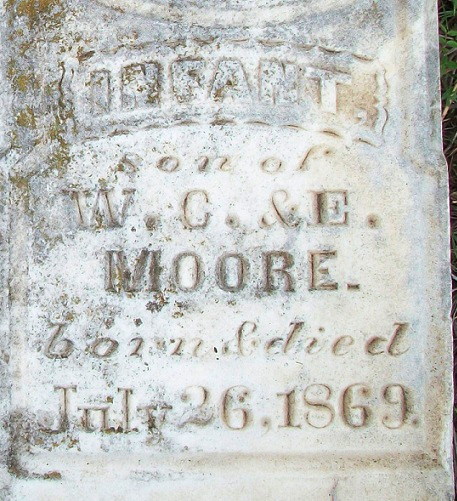 INFANT,
son of
W. C. & E.
MOORE.
born & died
July 26, 1869.